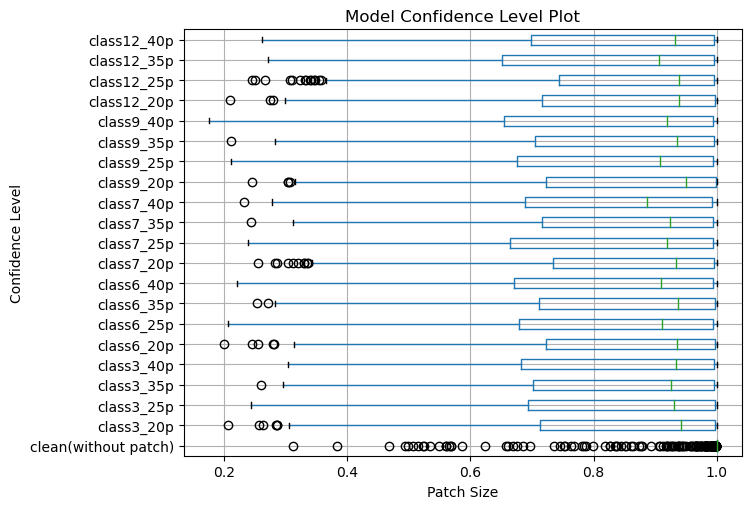 Model Confidence Level Plot
Confidence Level
class12_40p
class12_35p
class12_25p
class12_20p
class9_40p
class9_35p
class9_25p
class9_20p
class7_40p
class7_35p
class7_25p
class7_20p
class6_40p
class6_35p
class6_25p
class6_20p
class3_40p
class3_35p
class3_25p
class3_20p
clean(without patch)
0.2 0.4 0.6 0.8 1.0
Patch Size